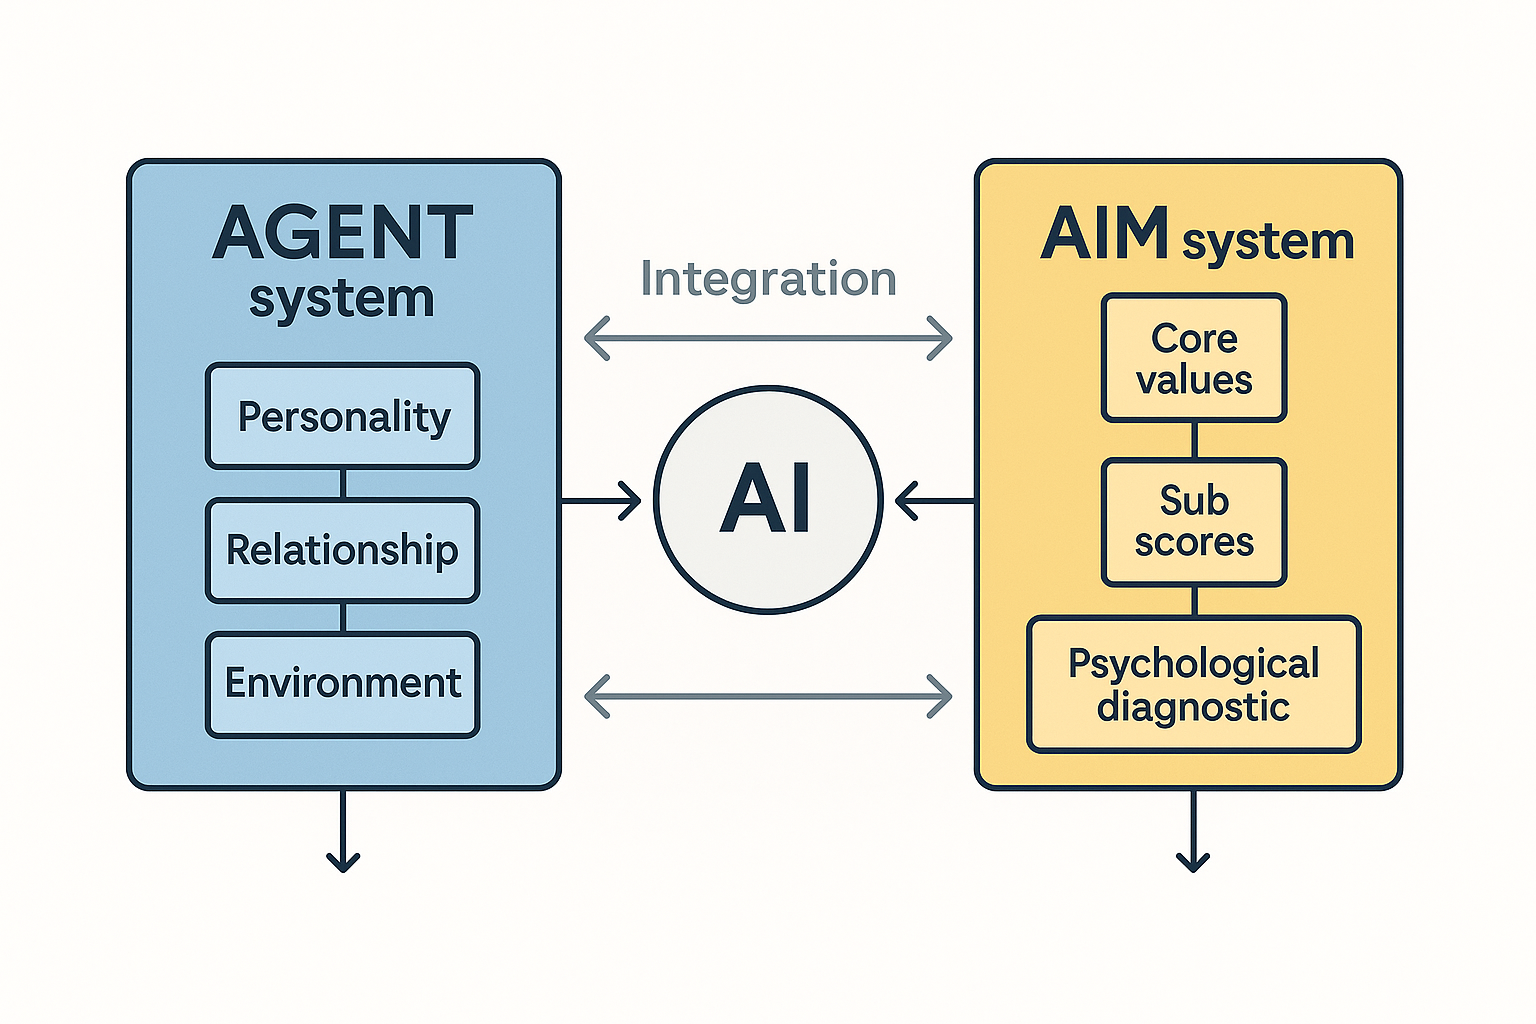 AGENT
system
Personality
Relationship
Environment
Integration
AI
AIM system
Core
values
Sub
scores
Psychological
diagnostic